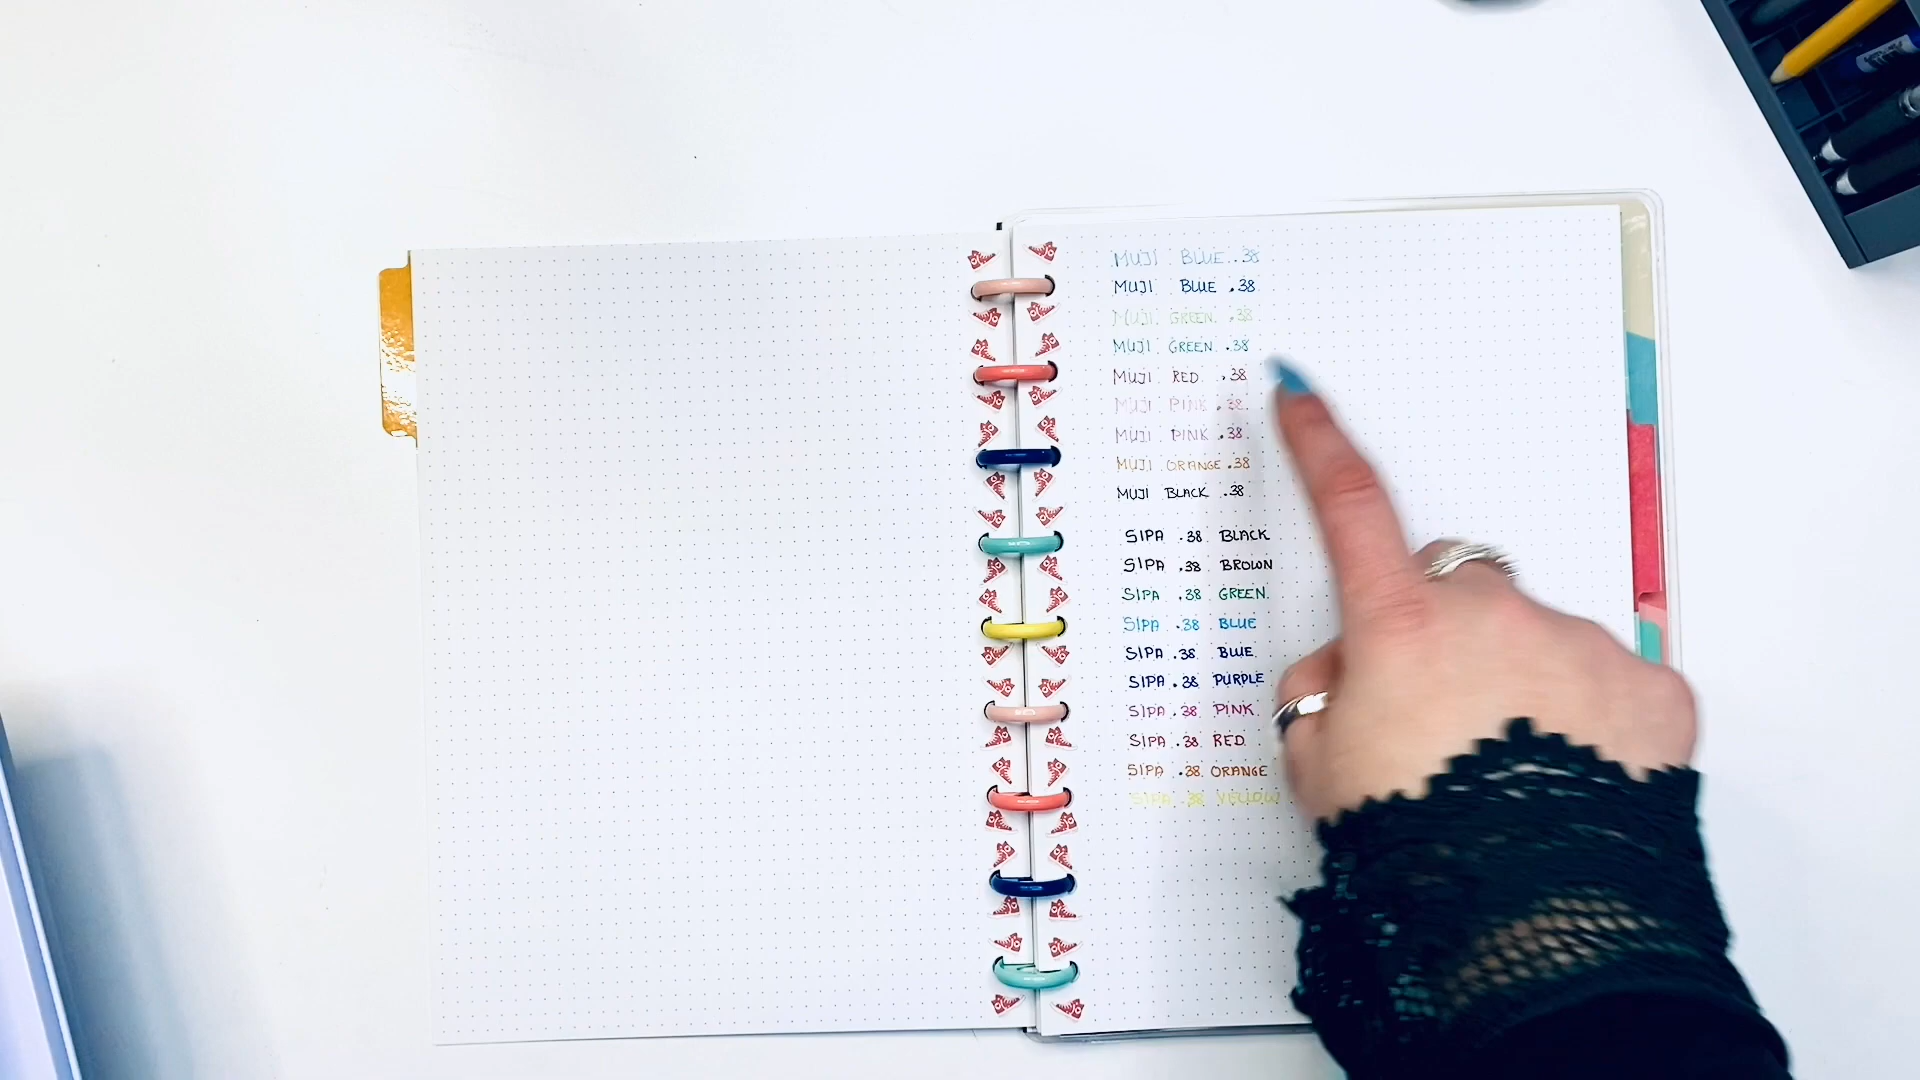 MUJI BLUE .38
MUJI BLUE .38
MUJI GREEN .38
MUJI GREEN .38
MUJI RED .38
MUJI PINK .38
MUJI PINK .38
MUJI ORANGE .38
MUJI BLACK .38
SIPA .38 BLACK
SIPA .38 BROWN
SIPA .38 GREEN
SIPA .38 BLUE
SIPA .38 BLUE
SIPA .38 PURPLE
SIPA .38 PINK
SIPA .38 RED
SIPA .38 ORANGE
SIPA .38 YELLOW